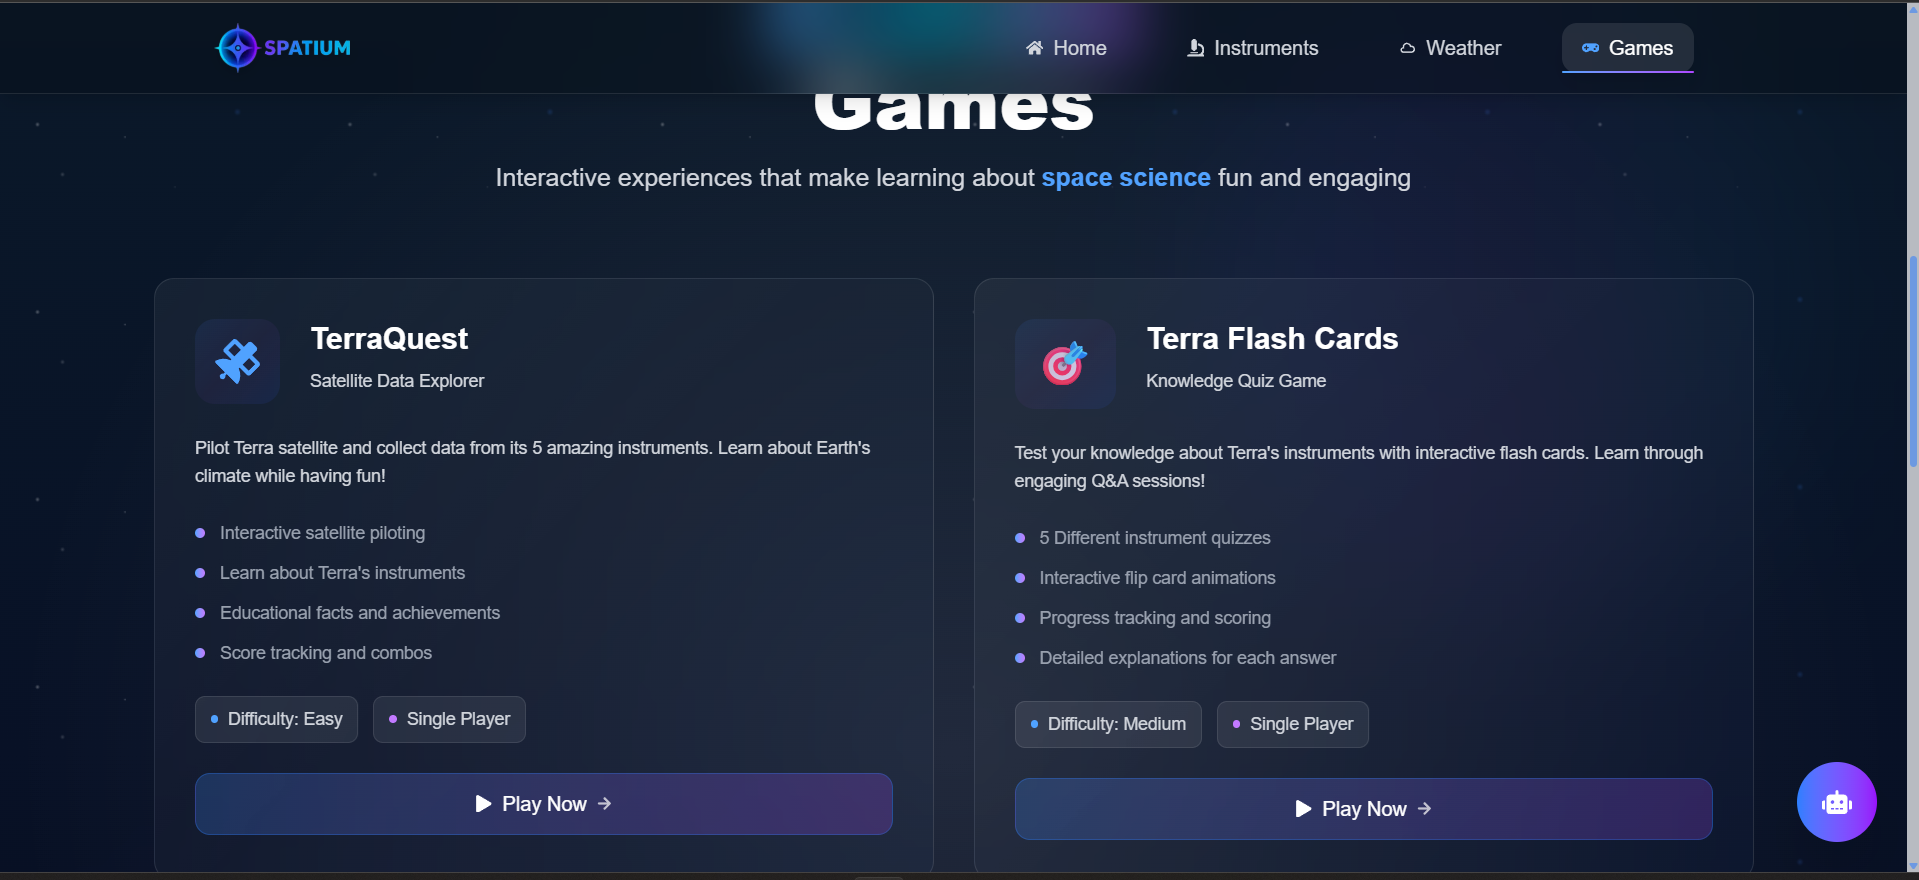 SPATIUM
Home
Instruments
Weather
Games
Games
Interactive experiences that make learning about space science fun and engaging
TerraQuest
Satellite Data Explorer
Pilot Terra satellite and collect data from its 5 amazing instruments. Learn about Earth's
climate while having fun!
Interactive satellite piloting
Learn about Terra's instruments
Educational facts and achievements
Score tracking and combos
Difficulty: Easy
Single Player
Play Now
Terra Flash Cards
Knowledge Quiz Game
Test your knowledge about Terra's instruments with interactive flash cards. Learn through
engaging Q&A sessions!
5 Different instrument quizzes
Interactive flip card animations
Progress tracking and scoring
Detailed explanations for each answer
Difficulty: Medium
Single Player
Play Now